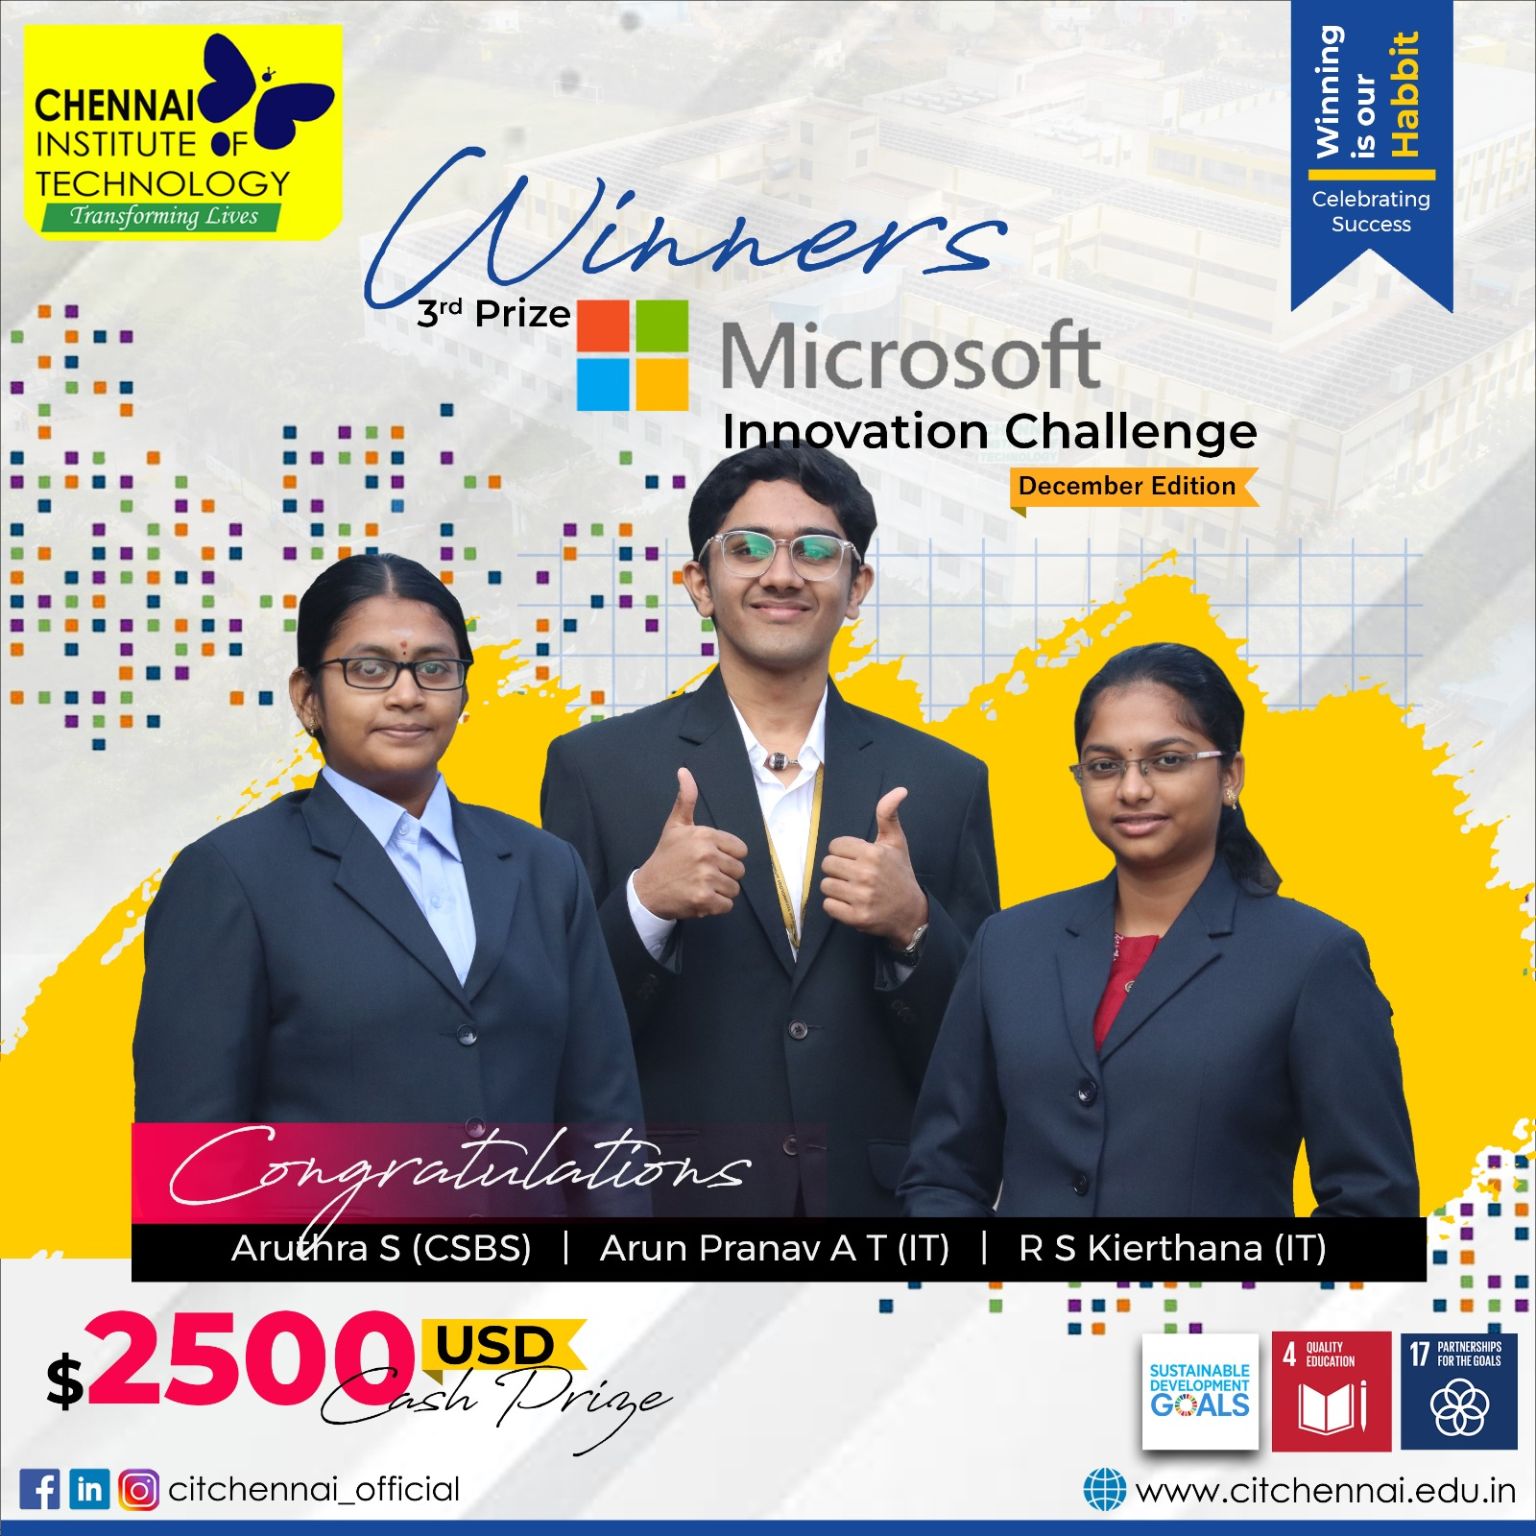 CHENNAI
INSTITUTE OF
TECHNOLOGY
Transforming Lives
Winning
is our
Habbit
Celebrating
Success
Winners
3rd Prize
Microsoft
Innovation Challenge
December Edition
Congratulations
Aruthra S (CSBS) | Arun Pranav A T (IT) | R S Kierthana (IT)
$2500 USD
Cash Prize
SUSTAINABLE
DEVELOPMENT
GOALS
4 QUALITY
EDUCATION
17 PARTNERSHIPS
FOR THE GOALS
citchennai_official
www.citchennai.edu.in